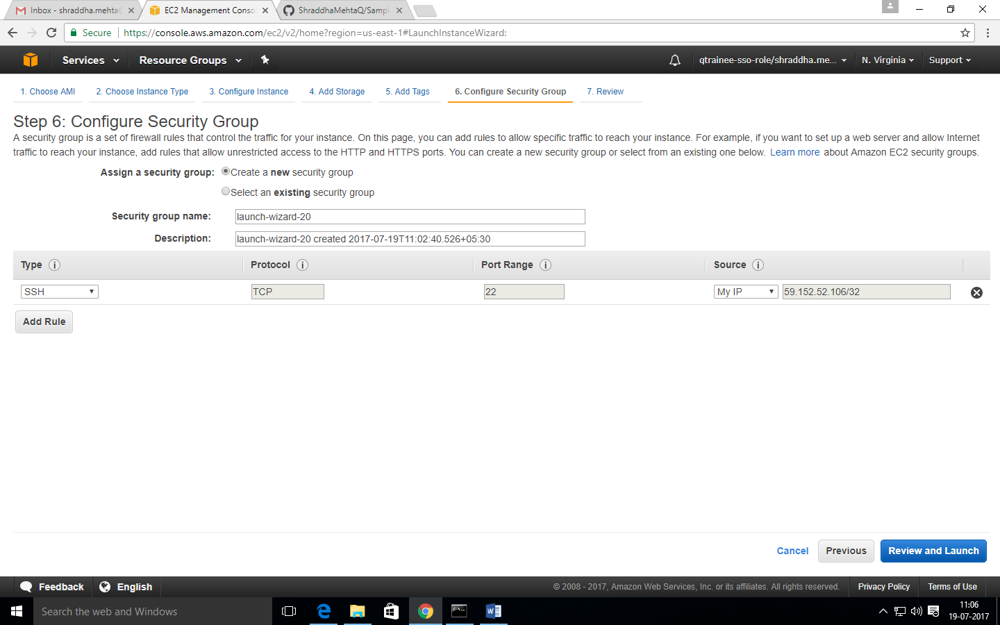 Inbox - shraddha.mehta
EC2 Management Conso
ShraddhaMehtaQ/Samp
Secure
https://console.aws.amazon.com/ec2/v2/home?region=us-east-1#LaunchInstanceWizard:
Services
Resource Groups
qtrainee-sso-role/shraddha.me...
N. Virginia
Support
1. Choose AMI
2. Choose Instance Type
3. Configure Instance
4. Add Storage
5. Add Tags
6. Configure Security Group
7. Review
Step 6: Configure Security Group
A security group is a set of firewall rules that control the traffic for your instance. On this page, you can add rules to allow specific traffic to reach your instance. For example, if you want to set up a web server and allow Internet
traffic to reach your instance, add rules that allow unrestricted access to the HTTP and HTTPS ports. You can create a new security group or select from an existing one below. Learn more about Amazon EC2 security groups.
Assign a security group: Create a new security group
Select an existing security group
Security group name: launch-wizard-20
Description: launch-wizard-20 created 2017-07-19T11:02:40.526+05:30
Type i Protocol i Port Range i Source i
SSH TCP 22 My IP 59.152.52.106/32
Add Rule
Cancel Previous Review and Launch
Feedback English © 2008 - 2017, Amazon Web Services, Inc. or its affiliates. All rights reserved. Privacy Policy Terms of Use
Search the web and Windows
11:06
19-07-2017